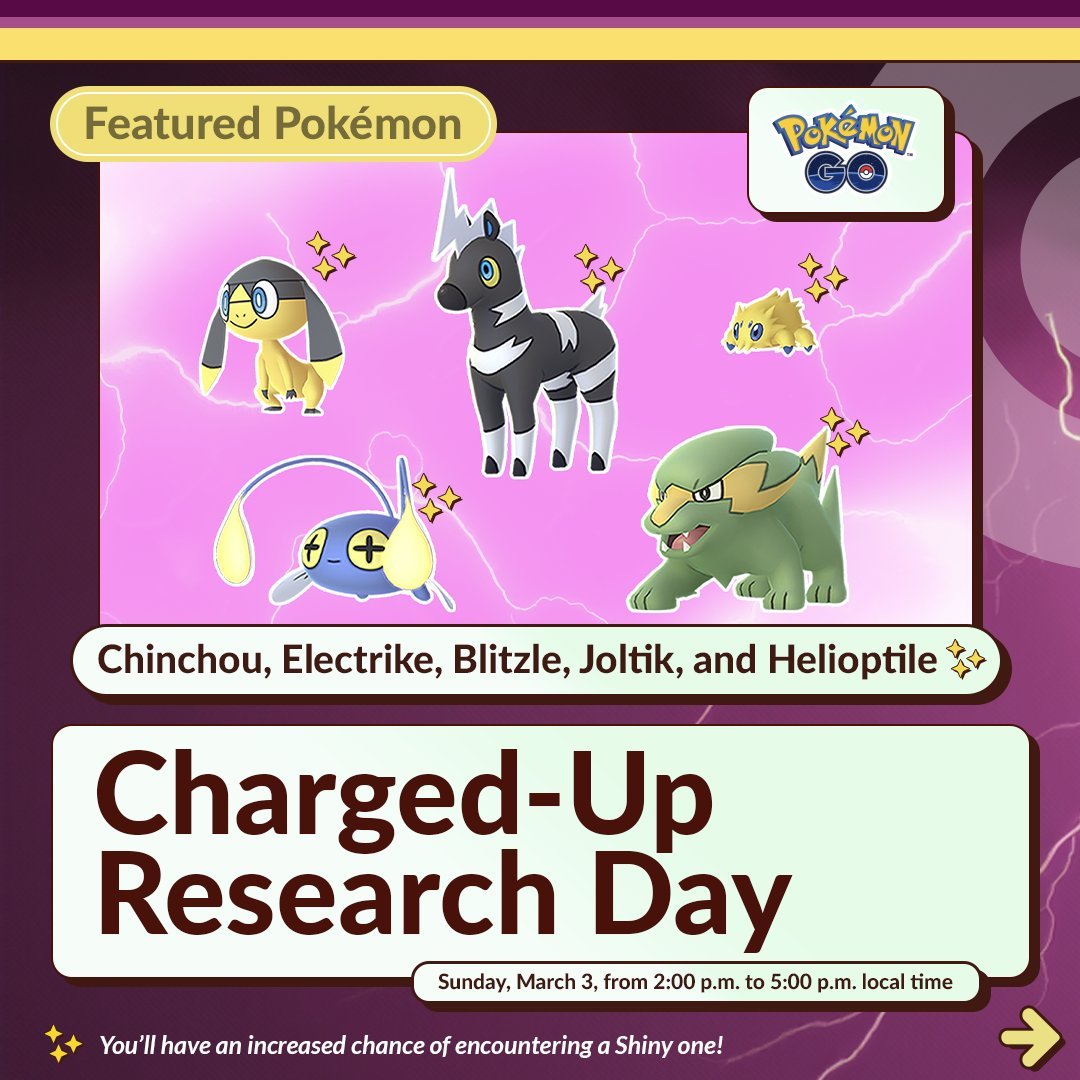 Featured Pokémon
POKéMON
GO
Chinchou, Electrike, Blitzle, Joltik, and Helioptile
Charged-Up
Research Day
Sunday, March 3, from 2:00 p.m. to 5:00 p.m. local time
You'll have an increased chance of encountering a Shiny one!